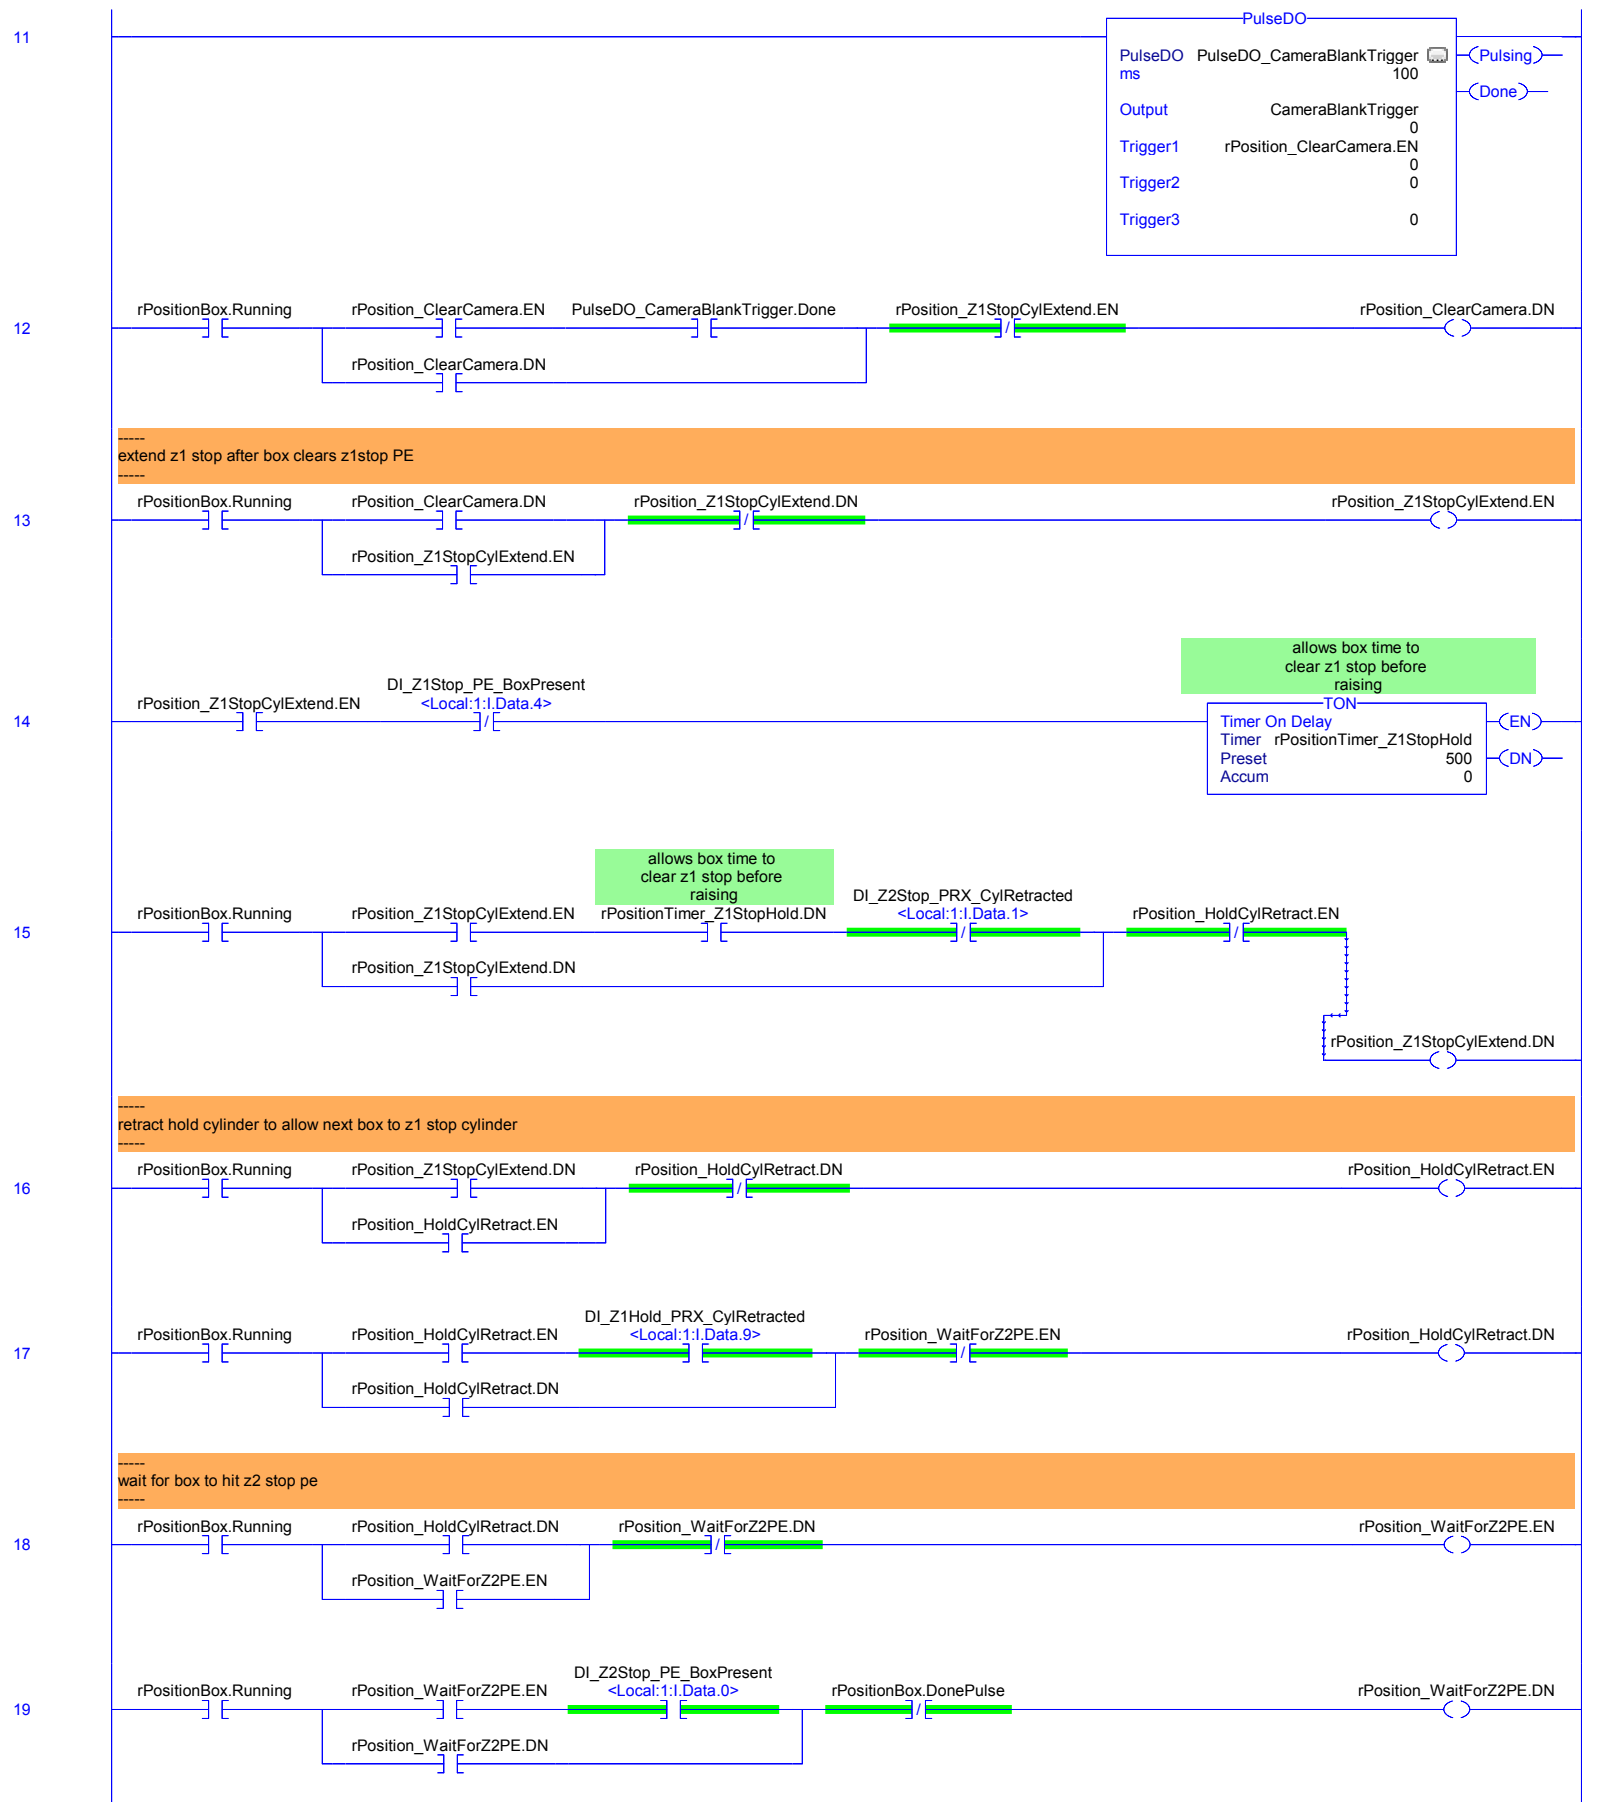 11
PulseDO
PulseDO PulseDO_CameraBlankTrigger
ms 100
Output CameraBlankTrigger
0
Trigger1 rPosition_ClearCamera.EN
0
Trigger2 0
Trigger3 0
Pulsing
Done
12
rPositionBox.Running rPosition_ClearCamera.EN PulseDO_CameraBlankTrigger.Done rPosition_Z1StopCylExtend.EN rPosition_ClearCamera.DN
rPosition_ClearCamera.DN
-----
extend z1 stop after box clears z1stop PE
-----
13
rPositionBox.Running rPosition_ClearCamera.DN rPosition_Z1StopCylExtend.DN rPosition_Z1StopCylExtend.EN
rPosition_Z1StopCylExtend.EN
14
rPosition_Z1StopCylExtend.EN
DI_Z1Stop_PE_BoxPresent
<Local:1:I.Data.4>
allows box time to
clear z1 stop before
raising
TON
Timer On Delay
Timer rPositionTimer_Z1StopHold
Preset 500
Accum 0
EN
DN
15
rPositionBox.Running rPosition_Z1StopCylExtend.EN
allows box time to
clear z1 stop before
raising
rPositionTimer_Z1StopHold.DN
DI_Z2Stop_PRX_CylRetracted
<Local:1:I.Data.1>
rPosition_HoldCylRetract.EN
rPosition_Z1StopCylExtend.DN
rPosition_Z1StopCylExtend.DN
-----
retract hold cylinder to allow next box to z1 stop cylinder
-----
16
rPositionBox.Running rPosition_Z1StopCylExtend.DN rPosition_HoldCylRetract.DN rPosition_HoldCylRetract.EN
rPosition_HoldCylRetract.EN
17
rPositionBox.Running rPosition_HoldCylRetract.EN
DI_Z1Hold_PRX_CylRetracted
<Local:1:I.Data.9>
rPosition_WaitForZ2PE.EN rPosition_HoldCylRetract.DN
rPosition_HoldCylRetract.DN
-----
wait for box to hit z2 stop pe
-----
18
rPositionBox.Running rPosition_HoldCylRetract.DN rPosition_WaitForZ2PE.DN rPosition_WaitForZ2PE.EN
rPosition_WaitForZ2PE.EN
19
rPositionBox.Running rPosition_WaitForZ2PE.EN
DI_Z2Stop_PE_BoxPresent
<Local:1:I.Data.0>
rPositionBox.DonePulse rPosition_WaitForZ2PE.DN
rPosition_WaitForZ2PE.DN